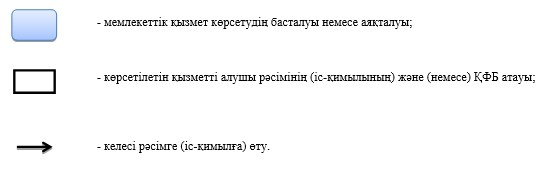 - мемлекеттік қызмет көрсетудің басталуы немесе аяқталуы;
- көрсетілетін қызметті алушы рәсімінің (іс-қимылының) және (немесе) ҚФБ атауы;
- келесі рәсімге (іс-қимылға) өту.